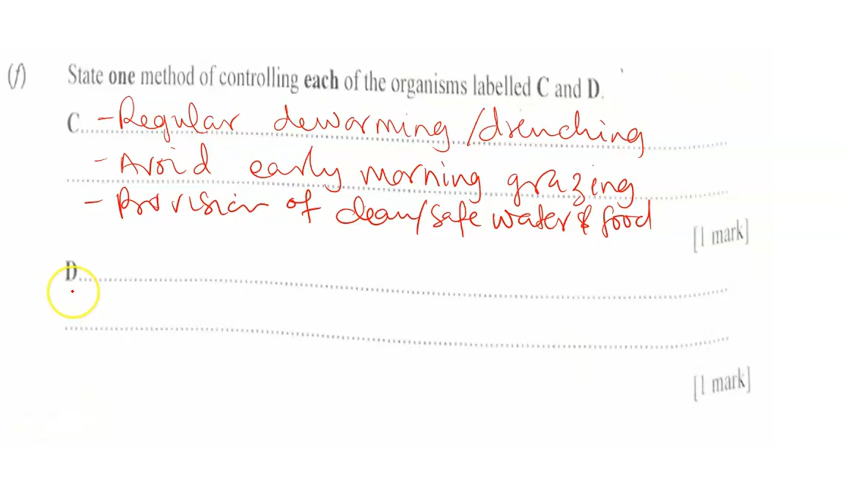 (f) State one method of controlling each of the organisms labelled C and D.
C - Regular deworming/drenching
- Avoid early morning grazing
- Provision of clean/safe water & food
[1 mark]
D
[1 mark]